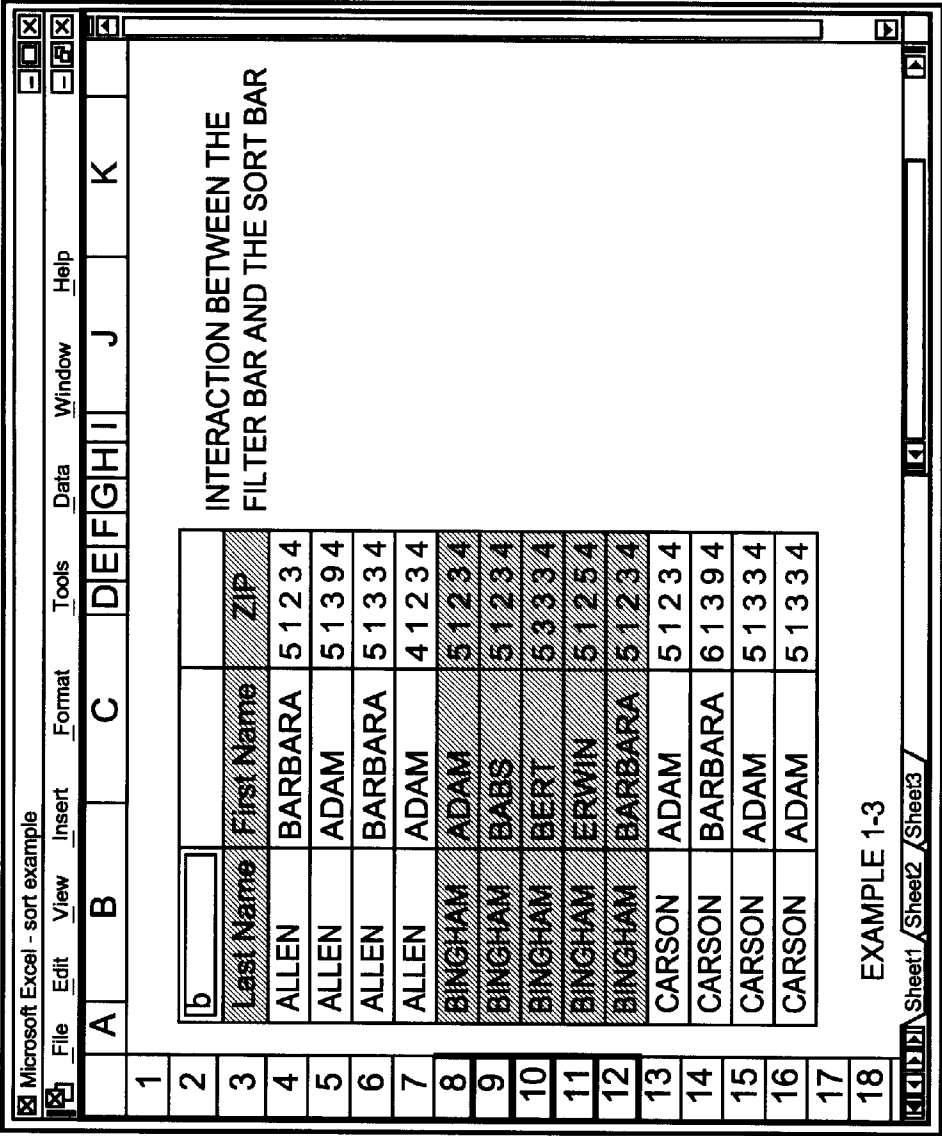 Microsoft Excel - sort example
File Edit View Insert Format Tools Data Window Help
A B C D E F G H I J K
1
2 b
3 Last Name First Name ZIP
4 ALLEN BARBARA 51234
5 ALLEN ADAM 51394
6 ALLEN BARBARA 51334
7 ALLEN ADAM 41234
8 BINGHAM ADAM 51234
9 BINGHAM BABS 51234
10 BINGHAM BERT 53334
11 BINGHAM ERWIN 51254
12 BINGHAM BARBARA 51234
13 CARSON ADAM 51234
14 CARSON BARBARA 61394
15 CARSON ADAM 51334
16 CARSON ADAM 51334
17
18
INTERACTION BETWEEN THE
FILTER BAR AND THE SORT BAR
EXAMPLE 1-3
Sheet1 Sheet2 Sheet3